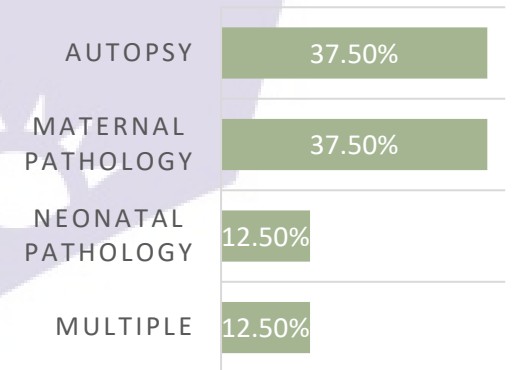 AUTOPSY 37.50%
MATERNAL
PATHOLOGY 37.50%
NEONATAL
PATHOLOGY 12.50%
MULTIPLE 12.50%